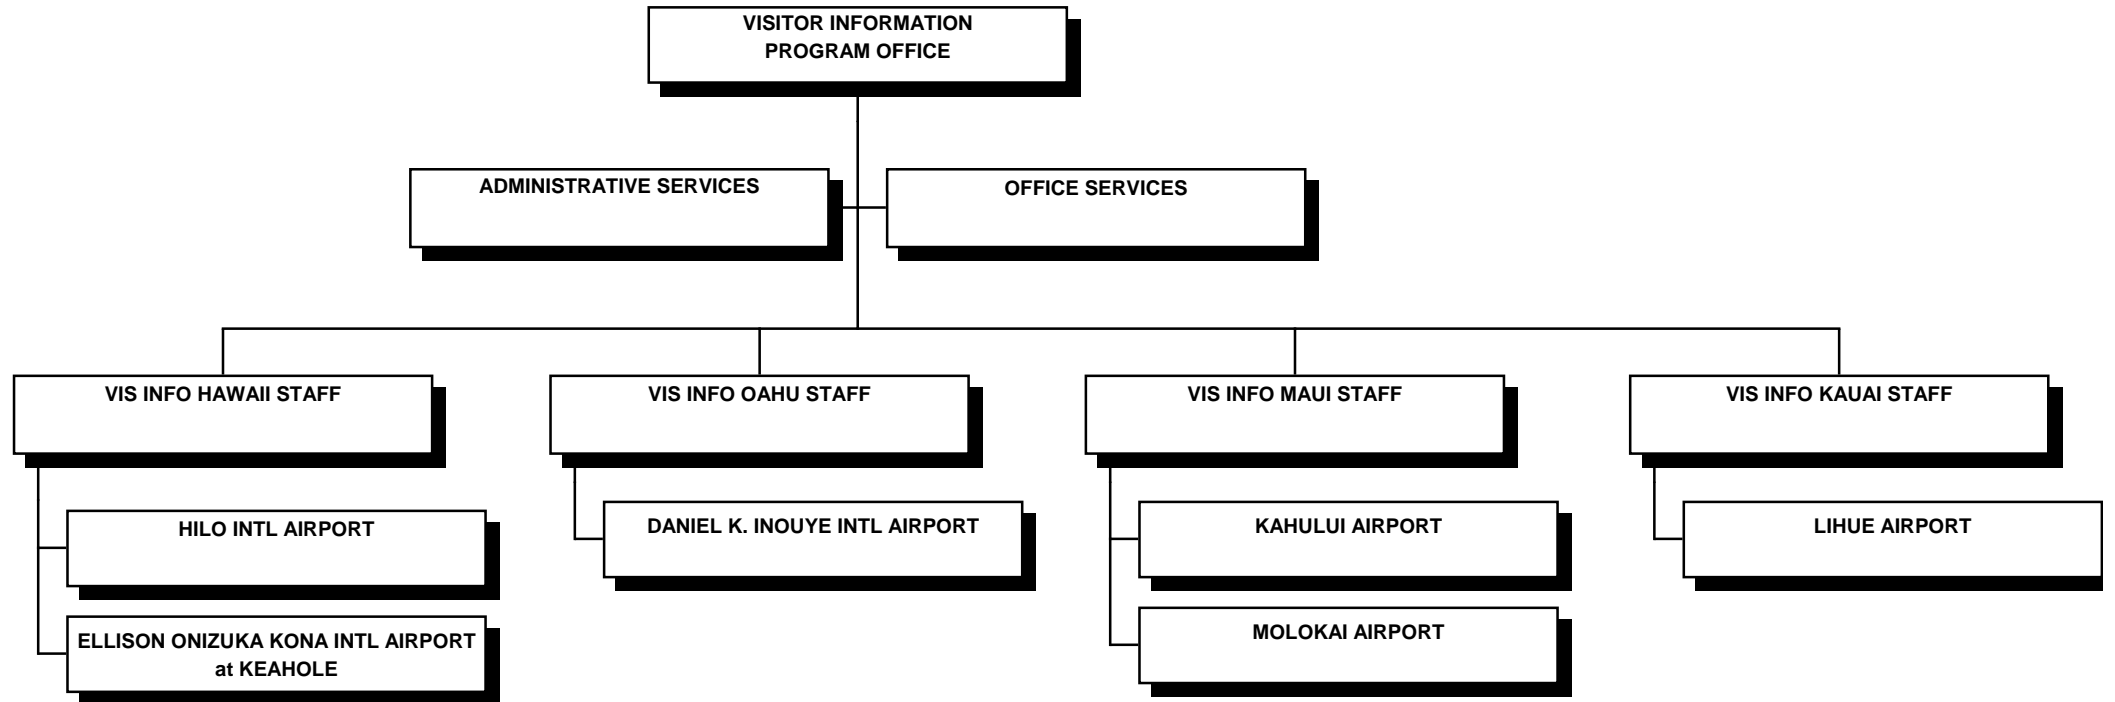 VISITOR INFORMATION
PROGRAM OFFICE
ADMINISTRATIVE SERVICES
OFFICE SERVICES
VIS INFO HAWAII STAFF
VIS INFO OAHU STAFF
VIS INFO MAUI STAFF
VIS INFO KAUAI STAFF
HILO INTL AIRPORT
DANIEL K. INOUYE INTL AIRPORT
KAHULUI AIRPORT
LIHUE AIRPORT
ELLISON ONIZUKA KONA INTL AIRPORT
at KEAHOLE
MOLOKAI AIRPORT